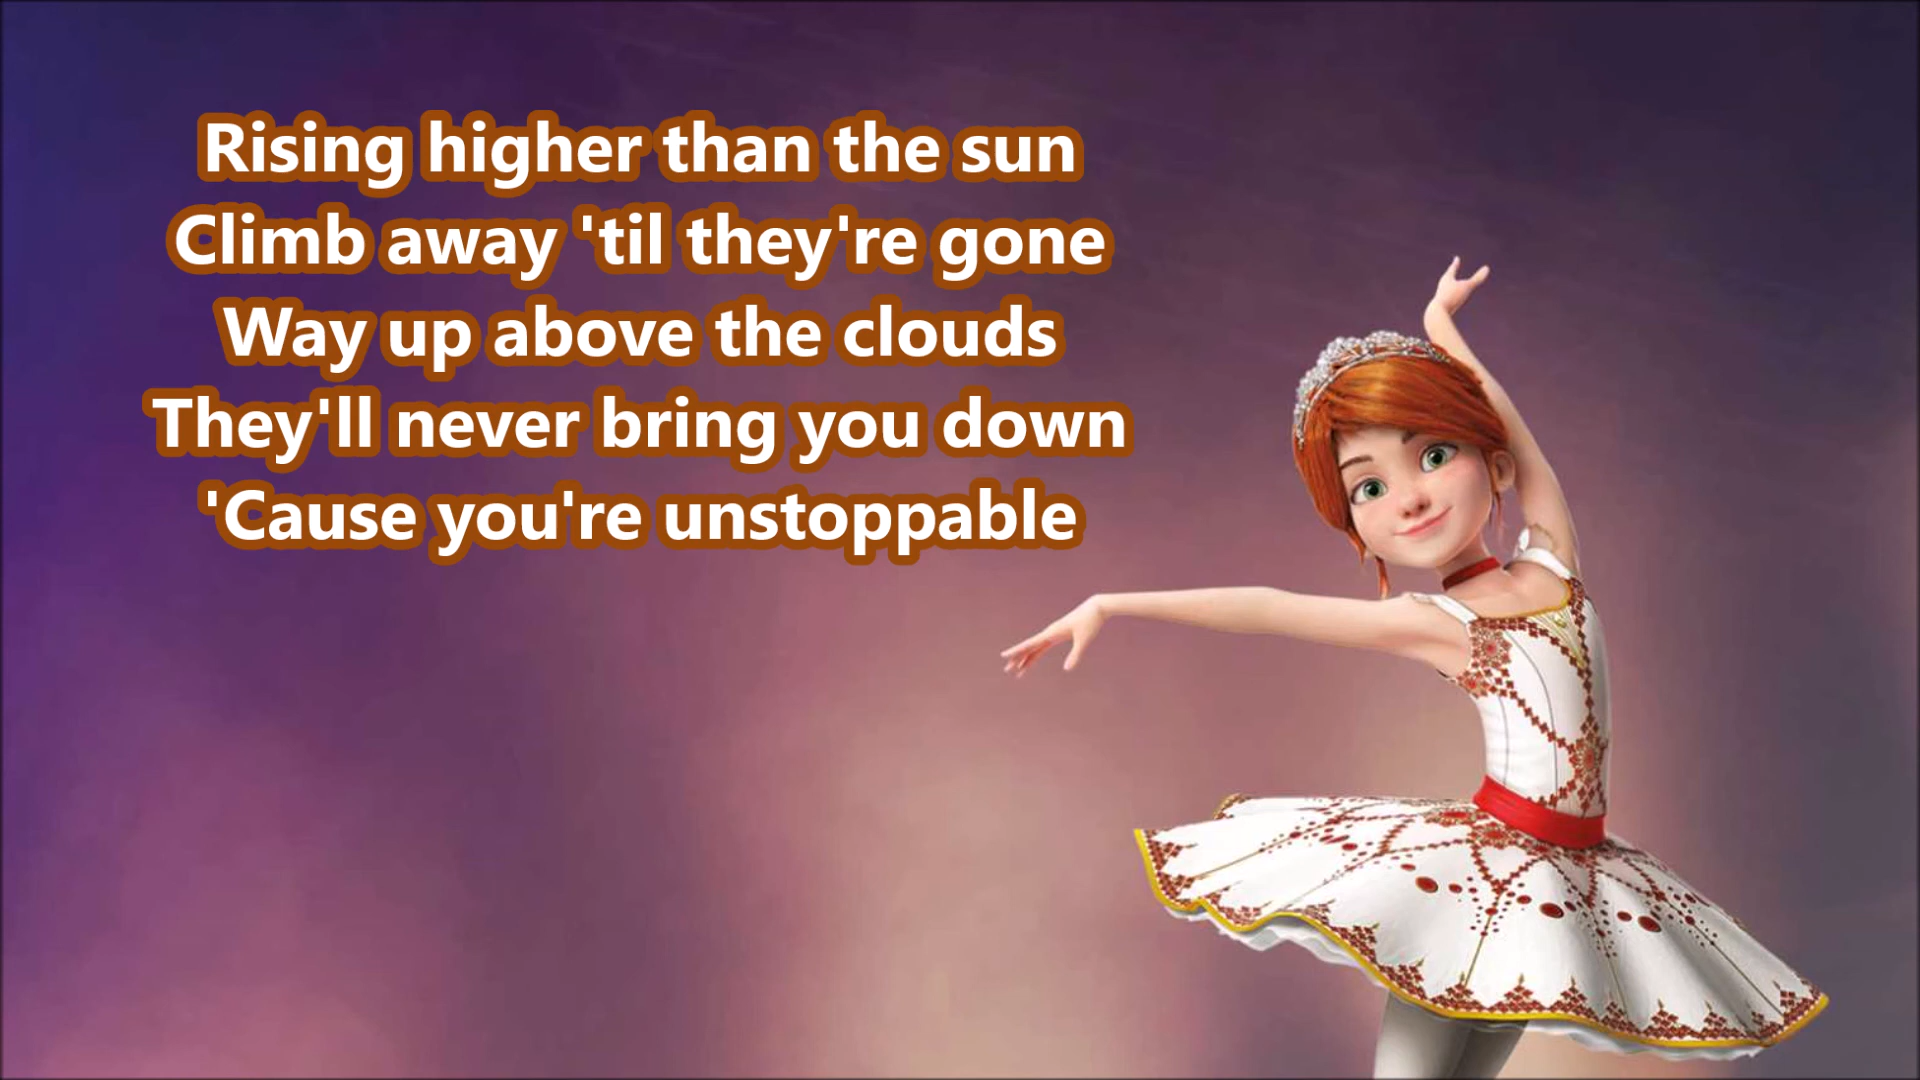 Rising higher than the sun
Climb away 'til they're gone
Way up above the clouds
They'll never bring you down
'Cause you're unstoppable